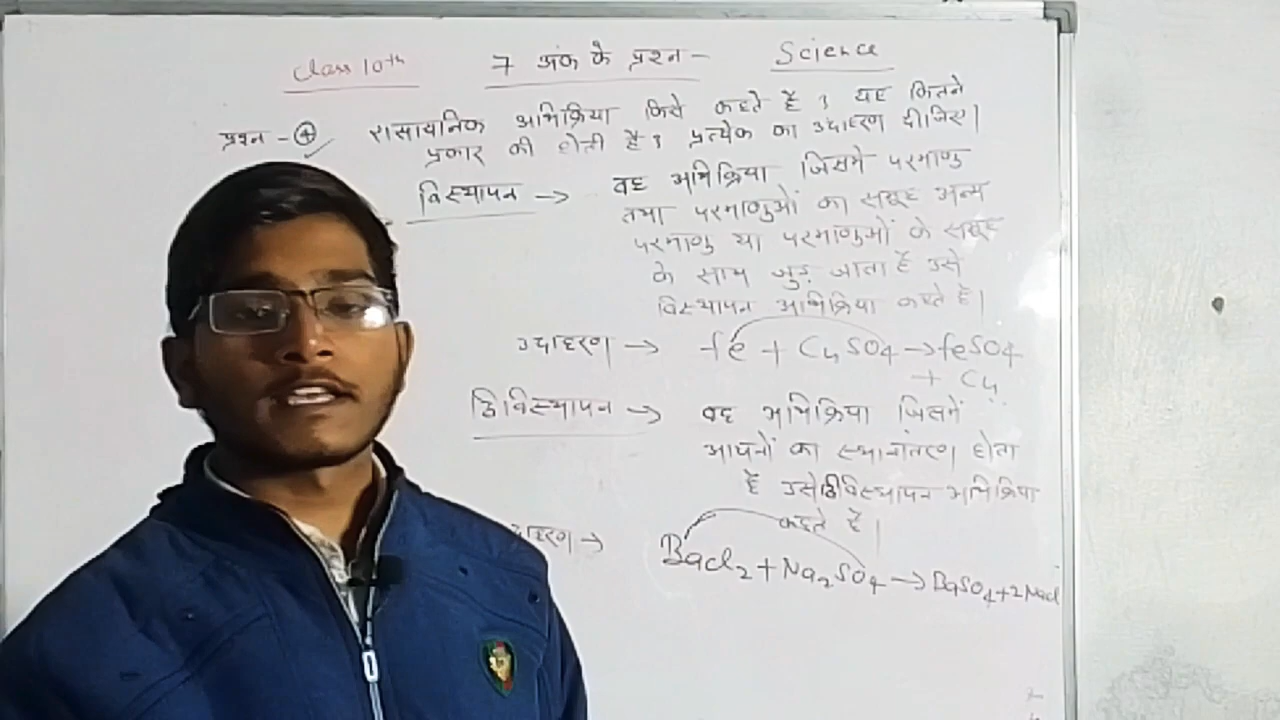 Class 10th 7 अंक के प्रश्न - Science
प्रश्न - ④ रासायनिक अभिक्रिया किसे कहते हैं ? यह कितने
प्रकार की होती है ? प्रत्येक का उदाहरण दीजिए।
विस्थापन → वह अभिक्रिया जिसमें परमाणु
तथा परमाणुओं का समूह अन्य
परमाणु या परमाणुओं के समूह
के साथ जुड़ जाता है उसे
विस्थापन अभिक्रिया कहते हैं।
उदाहरण → fe + CuSO4 → feSO4
+ Cu
द्विविस्थापन → वह अभिक्रिया जिसमें
आयनों का स्थानांतरण होता
है उसे द्विविस्थापन अभिक्रिया
कहते हैं।
दाहरण → BaCl2 + Na2SO4 → BaSO4 + 2Nacl